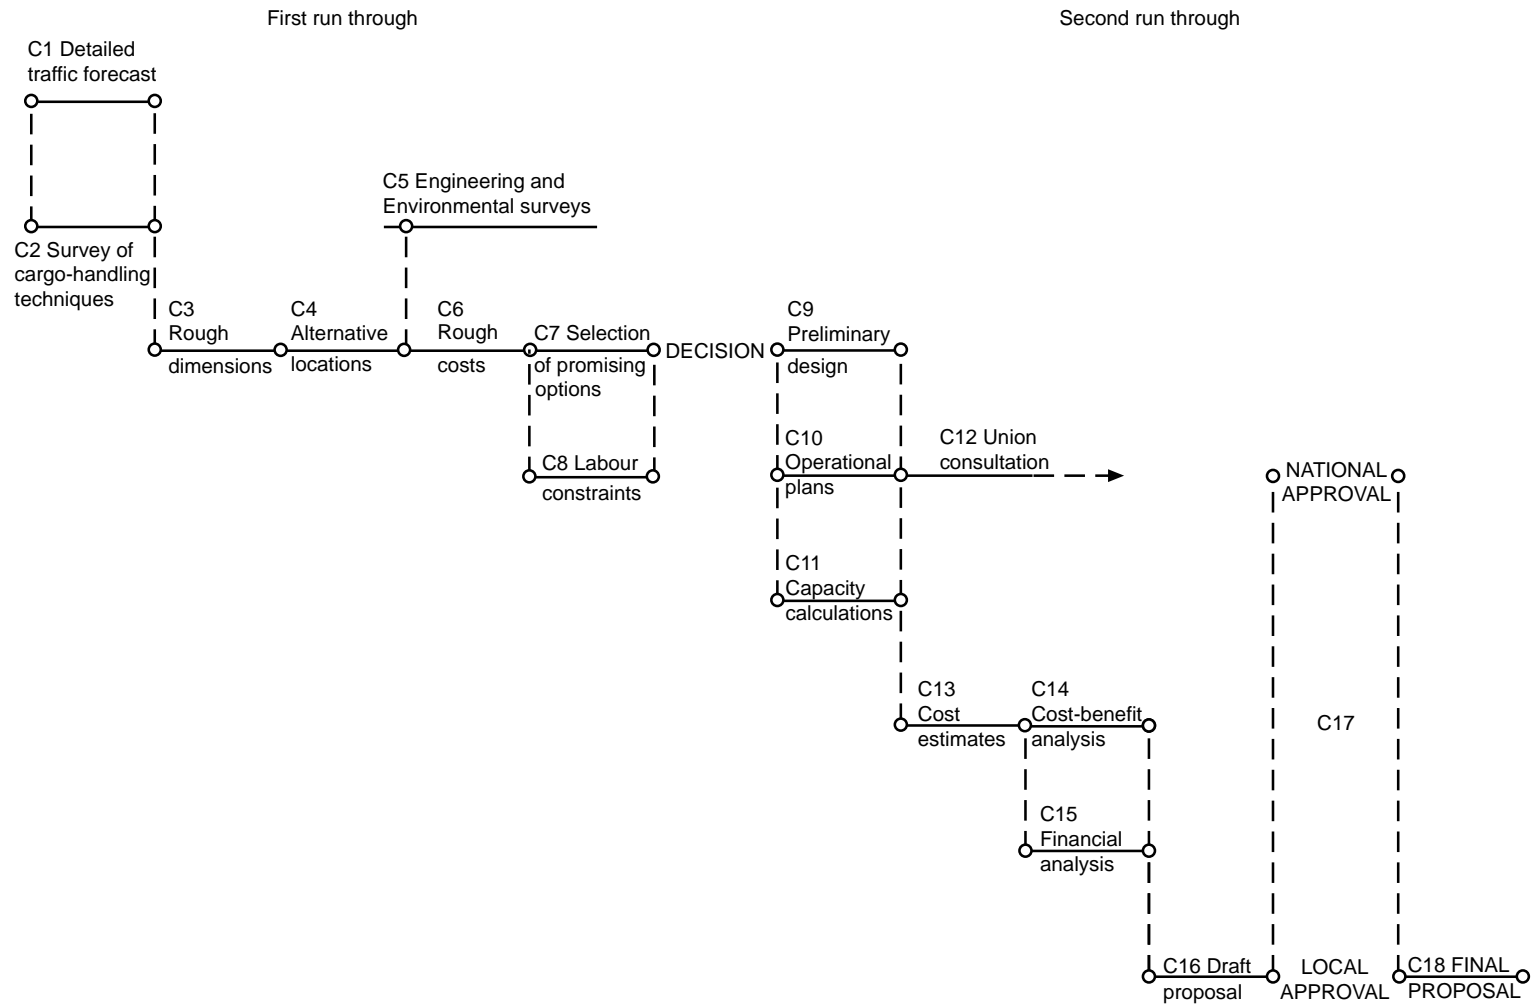 First run through
Second run through
C1 Detailed
traffic forecast
C5 Engineering and
Environmental surveys
C2 Survey of
cargo-handling
techniques
C3
Rough
dimensions
C4
Alternative
locations
C6
Rough
costs
C7 Selection
of promising
options
DECISION
C9
Preliminary
design
C8 Labour
constraints
C10
Operational
plans
C12 Union
consultation
NATIONAL
APPROVAL
C11
Capacity
calculations
C13
Cost
estimates
C14
Cost-benefit
analysis
C17
C15
Financial
analysis
C16 Draft
proposal
LOCAL
APPROVAL
C18 FINAL
PROPOSAL